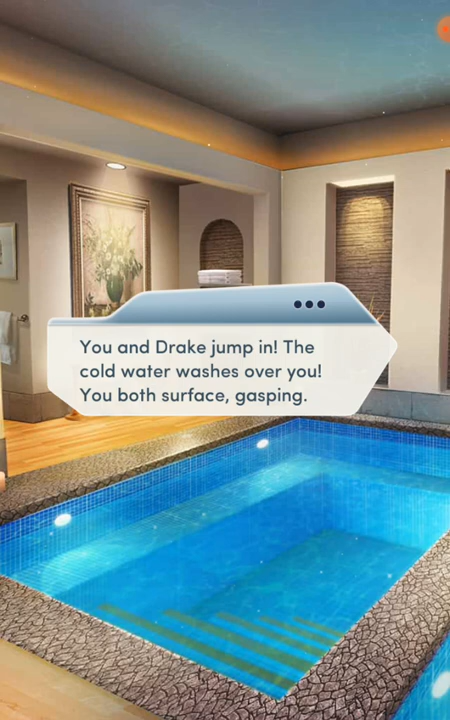 You and Drake jump in! The
cold water washes over you!
You both surface, gasping.